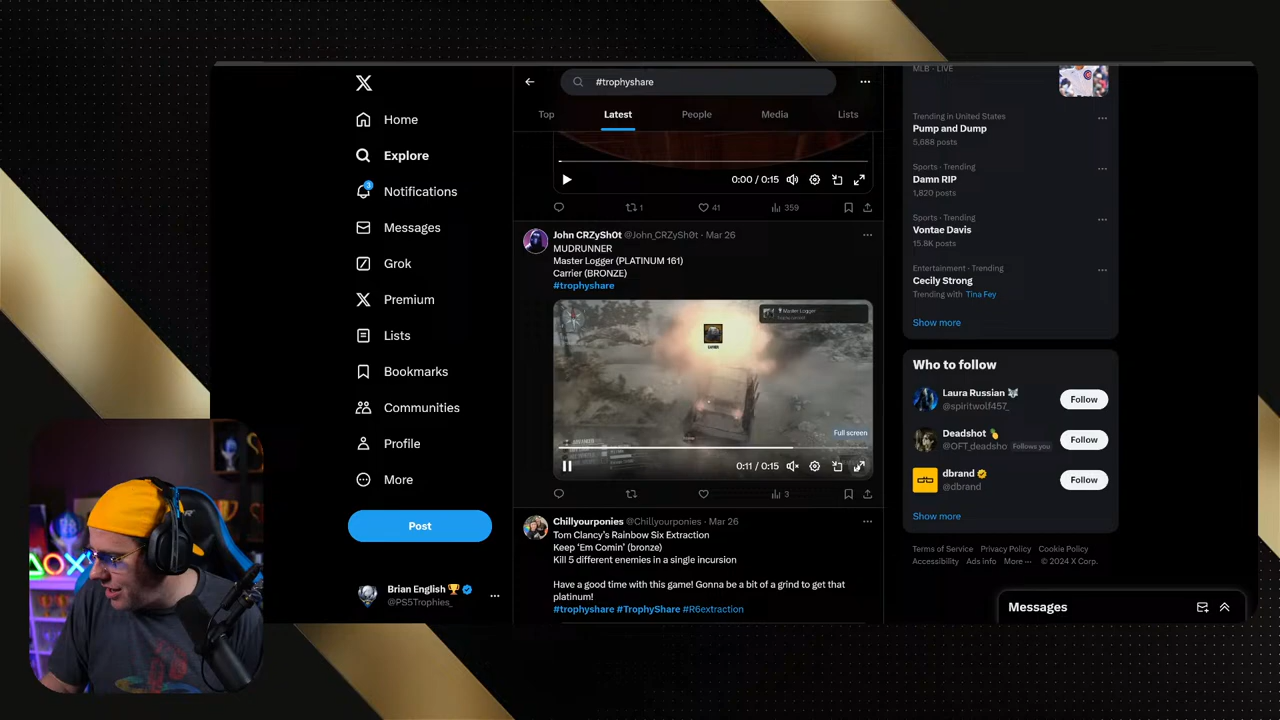 Home
Explore
3
Notifications
Messages
Grok
Premium
Lists
Bookmarks
Communities
Profile
More
Post
Brian English
@PS5Trophies_
#trophyshare
Top
Latest
People
Media
Lists
0:00 / 0:15
1
41
359
John CRZySh0t @John_CRZySh0t · Mar 26
MUDRUNNER
Master Logger (PLATINUM 161)
Carrier (BRONZE)
#trophyshare
Master Logger
CARRIER
Full screen
0:11 / 0:15
3
Chillyourponies @Chillyourponies · Mar 26
Tom Clancy's Rainbow Six Extraction
Keep 'Em Comin' (bronze)
Kill 5 different enemies in a single incursion
Have a good time with this game! Gonna be a bit of a grind to get that
platinum!
#trophyshare #TrophyShare #R6extraction
MLB · LIVE
Trending in United States
Pump and Dump
5,688 posts
Sports · Trending
Damn RIP
1,820 posts
Sports · Trending
Vontae Davis
15.8K posts
Entertainment · Trending
Cecily Strong
Trending with Tina Fey
Show more
Who to follow
Laura Russian
@spiritwolf457_
Follow
Deadshot
@OFT_deadsho Follows you
Follow
dbrand
@dbrand
Follow
Show more
Terms of Service Privacy Policy Cookie Policy
Accessibility Ads info More ··· © 2024 X Corp.
Messages